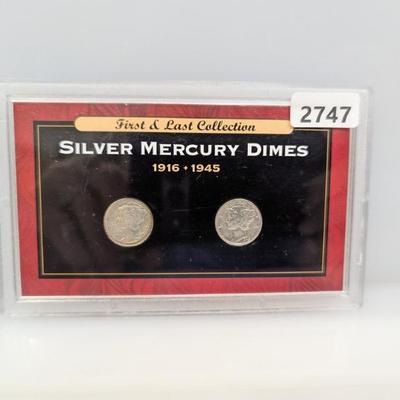 2747
First & Last Collection
SILVER MERCURY DIMES
1916 • 1945